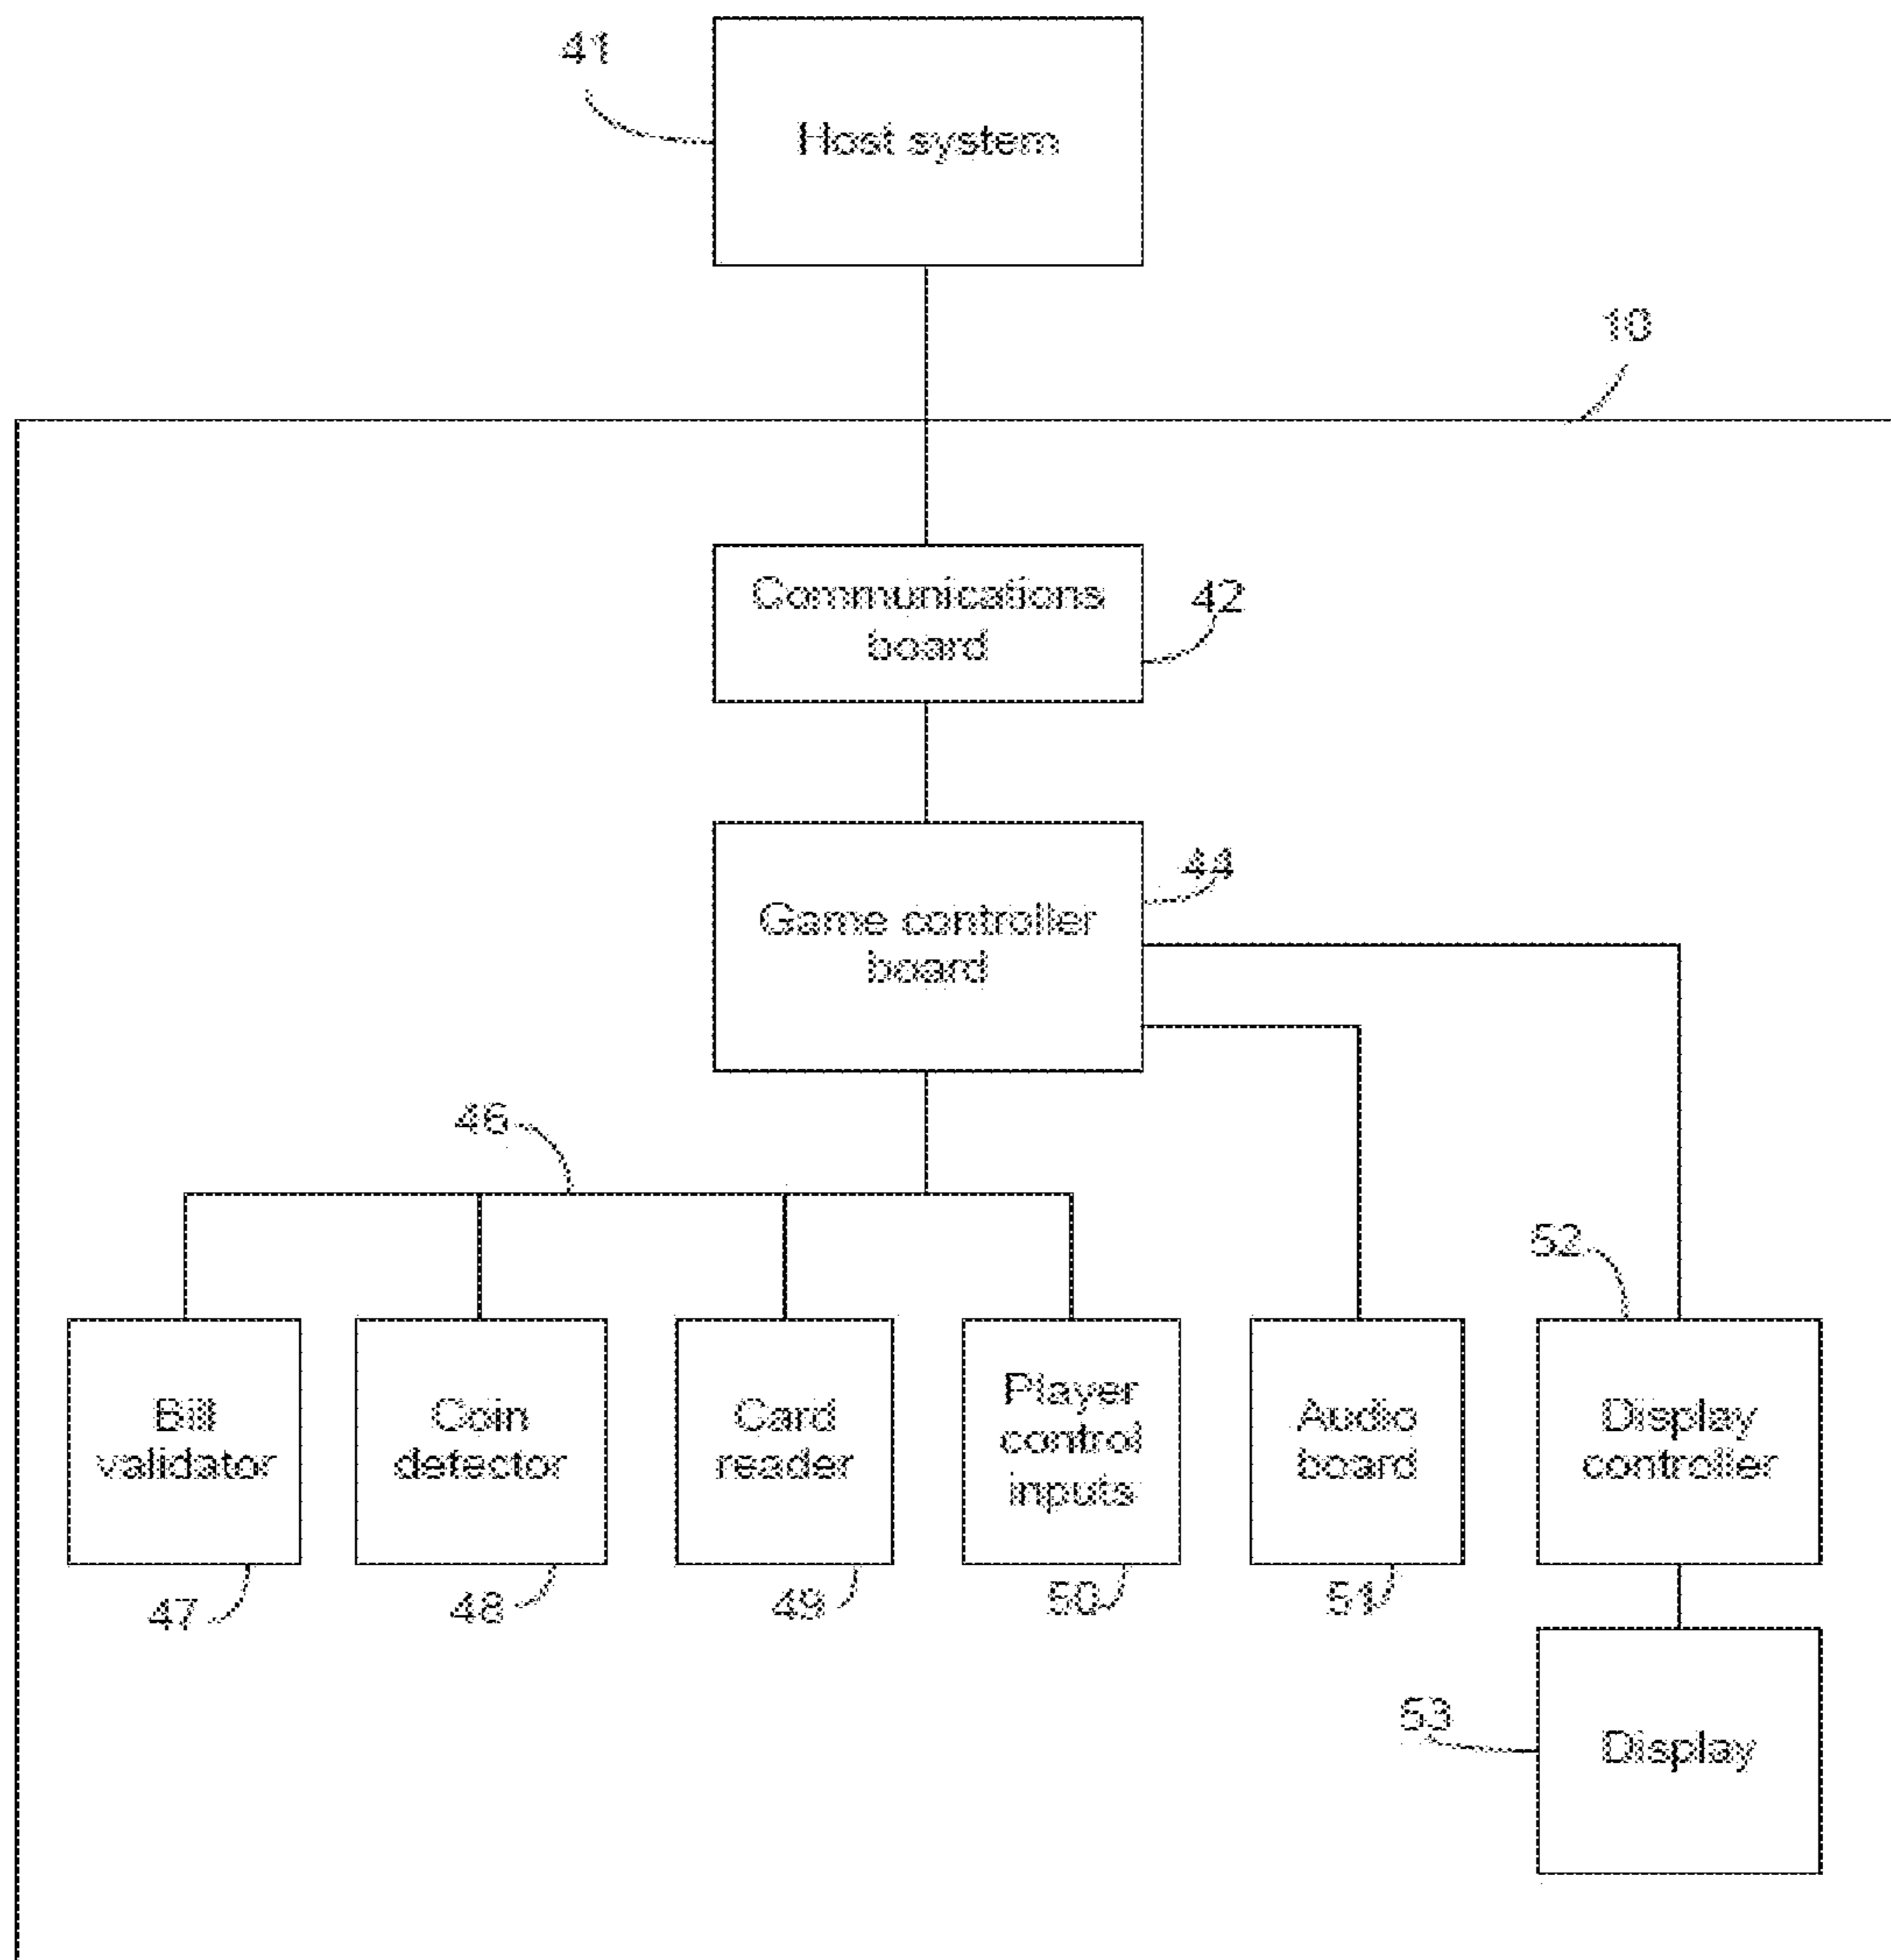 41
Host system
10
Communications
board
42
44
Game controller
board
46
52
Bill
validator
Coin
detector
Card
reader
Player
control
inputs
Audio
board
Display
controller
47
48
49
50
51
53
Display